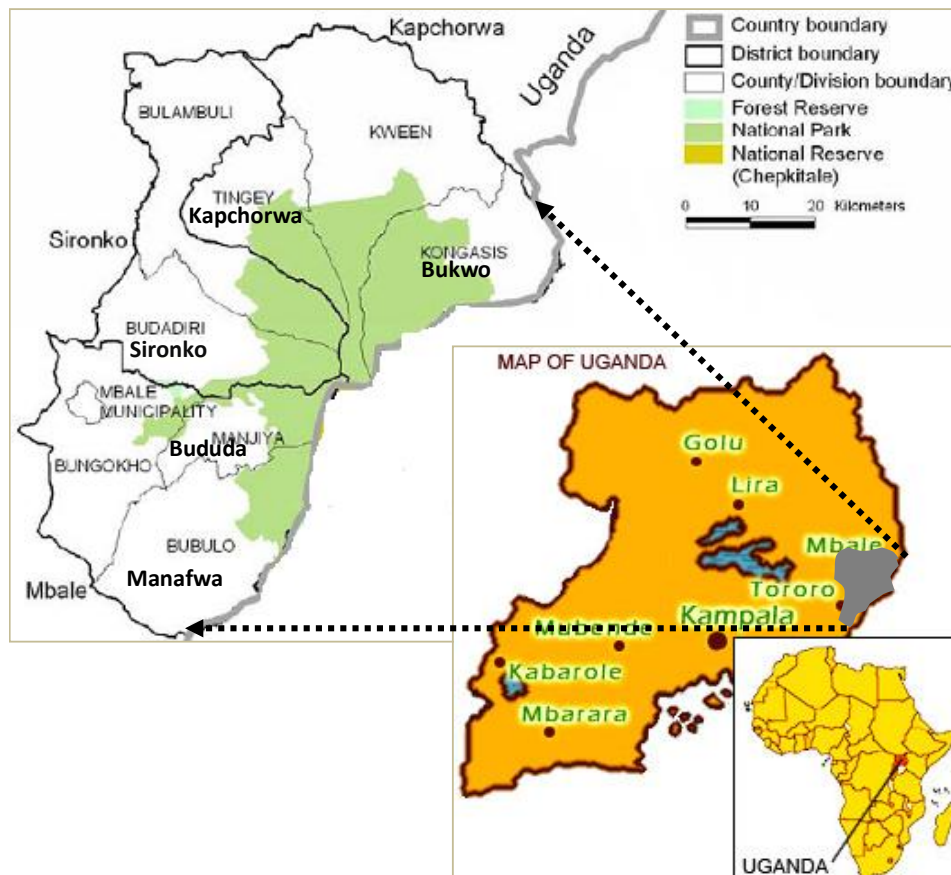 Kapchorwa
Uganda
Country boundary
District boundary
County/Division boundary
Forest Reserve
National Park
National Reserve
(Chepkitale)
0 10 20 Kilometers
BULAMBULI
KWEEN
TINGEY
Kapchorwa
Sironko
KONGASIS
Bukwo
BUDADIRI
Sironko
MBALE
MUNICIPALITY
MANJIYA
Bududa
BUNGOKHO
BUBULO
Manafwa
Mbale
MAP OF UGANDA
Golu
Lira
Mbale
Tororo
Kampala
Mubende
Kabarole
Mbarara
UGANDA